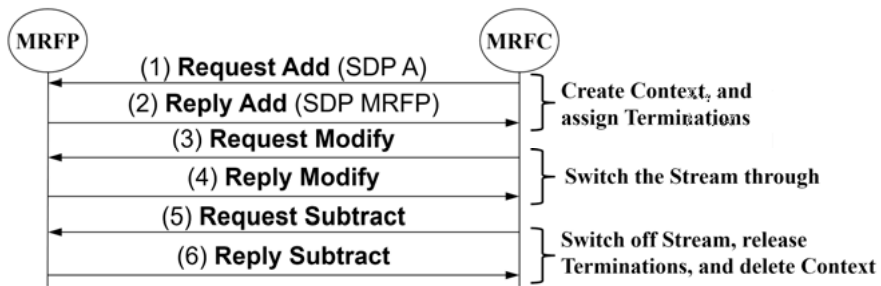 MRFP
MRFC
(1) Request Add (SDP A)
(2) Reply Add (SDP MRFP)
Create Context, and
assign Terminations
(3) Request Modify
(4) Reply Modify
Switch the Stream through
(5) Request Subtract
(6) Reply Subtract
Switch off Stream, release
Terminations, and delete Context